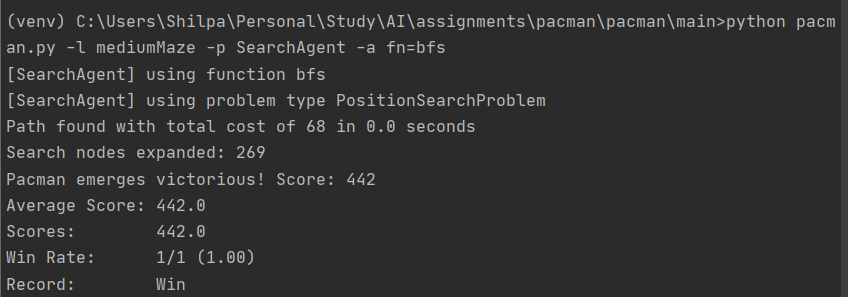 (venv) C:\Users\Shilpa\Personal\Study\AI\assignments\pacman\pacman\main>python pacm
an.py -l mediumMaze -p SearchAgent -a fn=bfs
[SearchAgent] using function bfs
[SearchAgent] using problem type PositionSearchProblem
Path found with total cost of 68 in 0.0 seconds
Search nodes expanded: 269
Pacman emerges victorious! Score: 442
Average Score: 442.0
Scores:        442.0
Win Rate:      1/1 (1.00)
Record:        Win